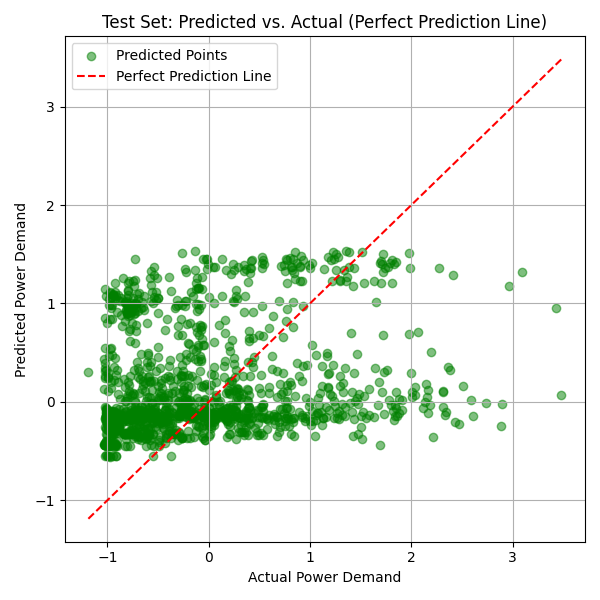 Test Set: Predicted vs. Actual (Perfect Prediction Line)
Predicted Points
Perfect Prediction Line
3
2
1
0
−1
Predicted Power Demand
−1 0 1 2 3
Actual Power Demand